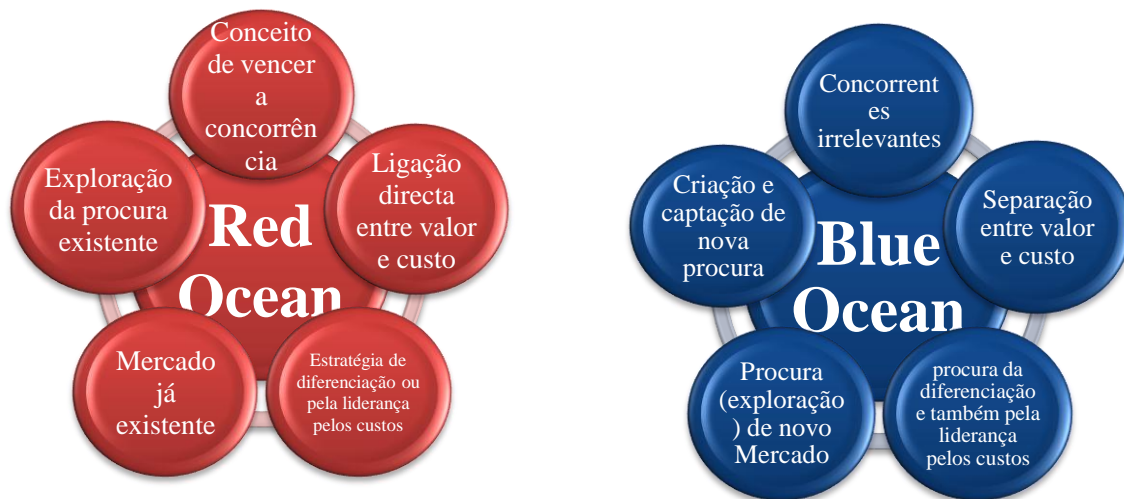 Conceito
de vencer
a
concorrên
cia
Exploração
da procura
existente
Ligação
directa
entre valor
e custo
Red
Ocean
Mercado
já
existente
Estratégia de
diferenciação ou
pela liderança
pelos custos
Concorrent
es
irrelevantes
Criação e
captação de
nova
procura
Separação
entre valor
e custo
Blue
Ocean
Procura
(exploração
) de novo
Mercado
procura da
diferenciação
e também pela
liderança
pelos custos